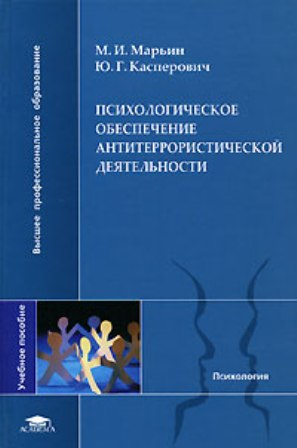 М. И. Марьин
Ю. Г. Касперович
ПСИХОЛОГИЧЕСКОЕ
ОБЕСПЕЧЕНИЕ
АНТИТЕРРОРИСТИЧЕСКОЙ
ДЕЯТЕЛЬНОСТИ
Высшее профессиональное образование
Учебное пособие
Психология
ACADEMA